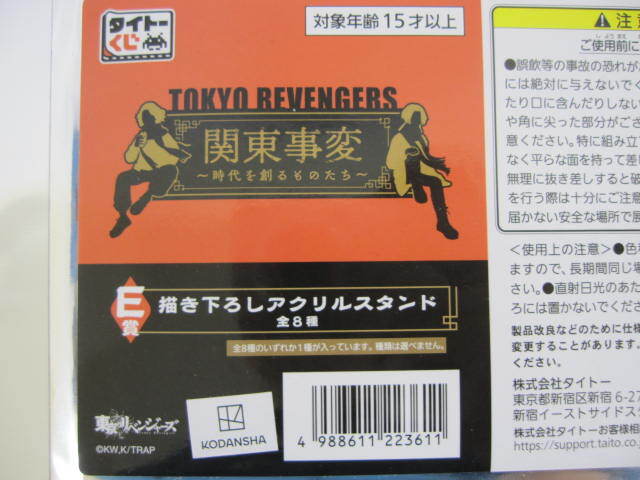 タイトー
くじ
対象年齢15才以上
TOKYO REVENGERS
関東事変
～時代を創るものたち～
E
賞
描き下ろしアクリルスタンド
全8種
全8種のいずれか1種が入っています。種類は選べません。
東京リベンジャーズ
©KW,K/TRAP
KODANSHA
4 988611 223611
注
ご使用前に
●誤飲等の事故の恐れが
には絶対に与えないでく
たり口に含んだりしない
や角に尖った部分がござ
意ください。特に組み立
なく平らな面を持って差
無理に抜き差しすると破
を行う際は十分にご注意
届かない安全な場所で展
＜使用上の注意＞●色
ますので、長期間同じ場
さい。●直射日光のあた
ろには置かないでくださ
製品改良などのために仕様
変更することがあります。
ください。
株式会社タイトー
東京都新宿区新宿6-27
新宿イーストサイドス
株式会社タイトーお客様相
https://support.taito.co.